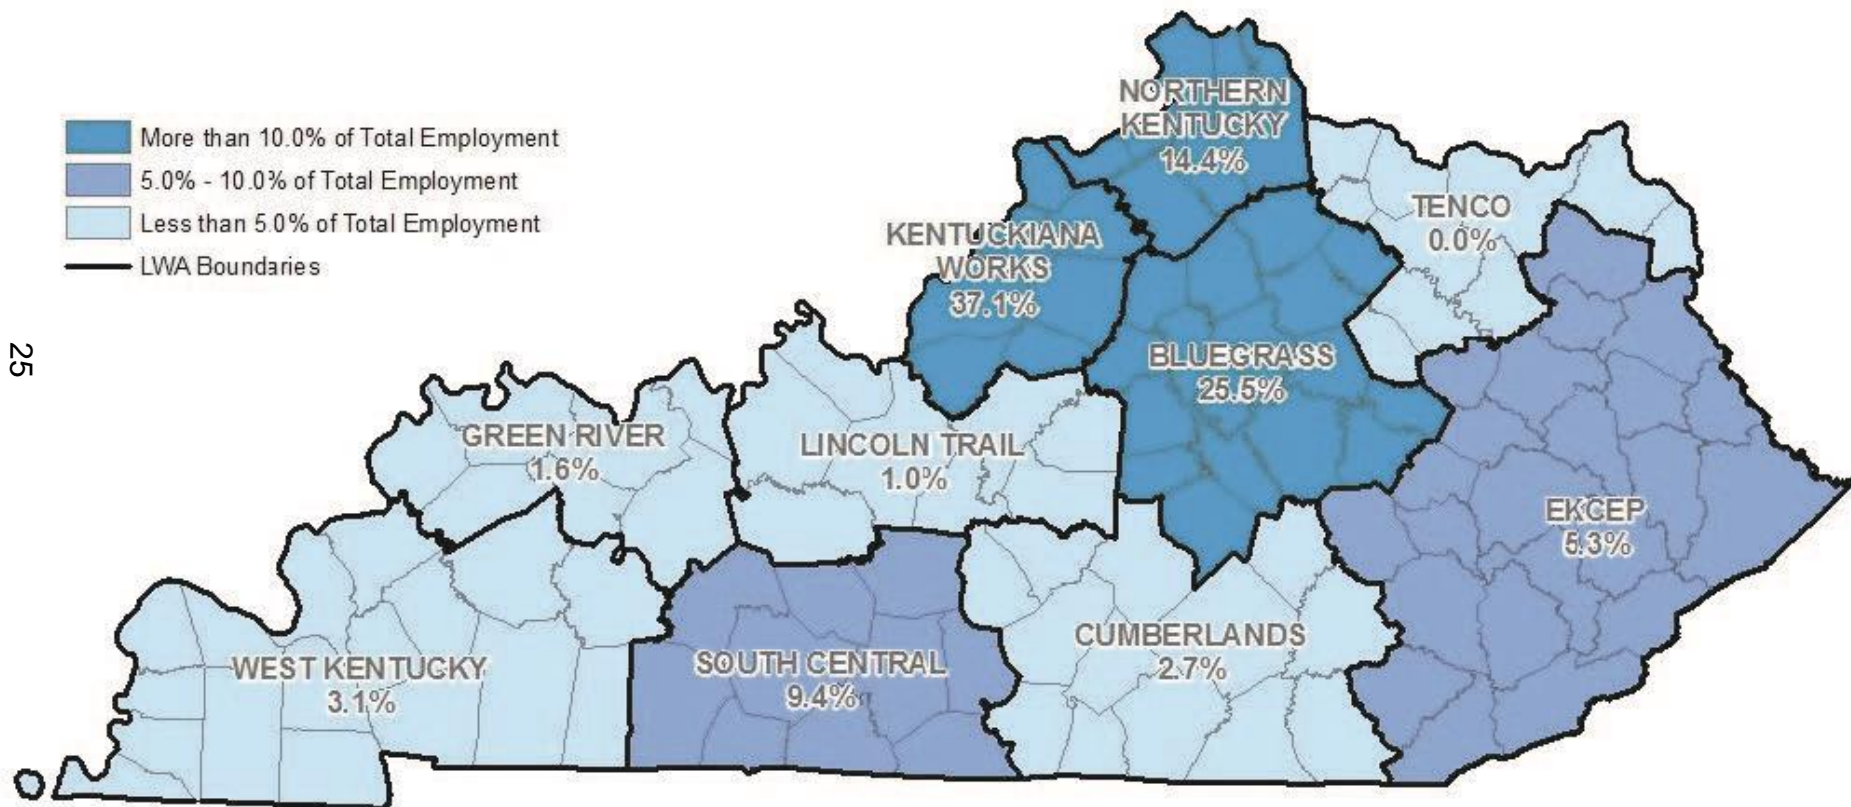 More than 10.0% of Total Employment
5.0% - 10.0% of Total Employment
Less than 5.0% of Total Employment
LWA Boundaries
NORTHERN
KENTUCKY
14.4%
TENCO
0.0%
KENTUCKIANA
WORKS
37.1%
BLUEGRASS
25.5%
25
GREEN RIVER
1.6%
LINCOLN TRAIL
1.0%
EKCEP
5.3%
WEST KENTUCKY
3.1%
SOUTH CENTRAL
9.4%
CUMBERLANDS
2.7%